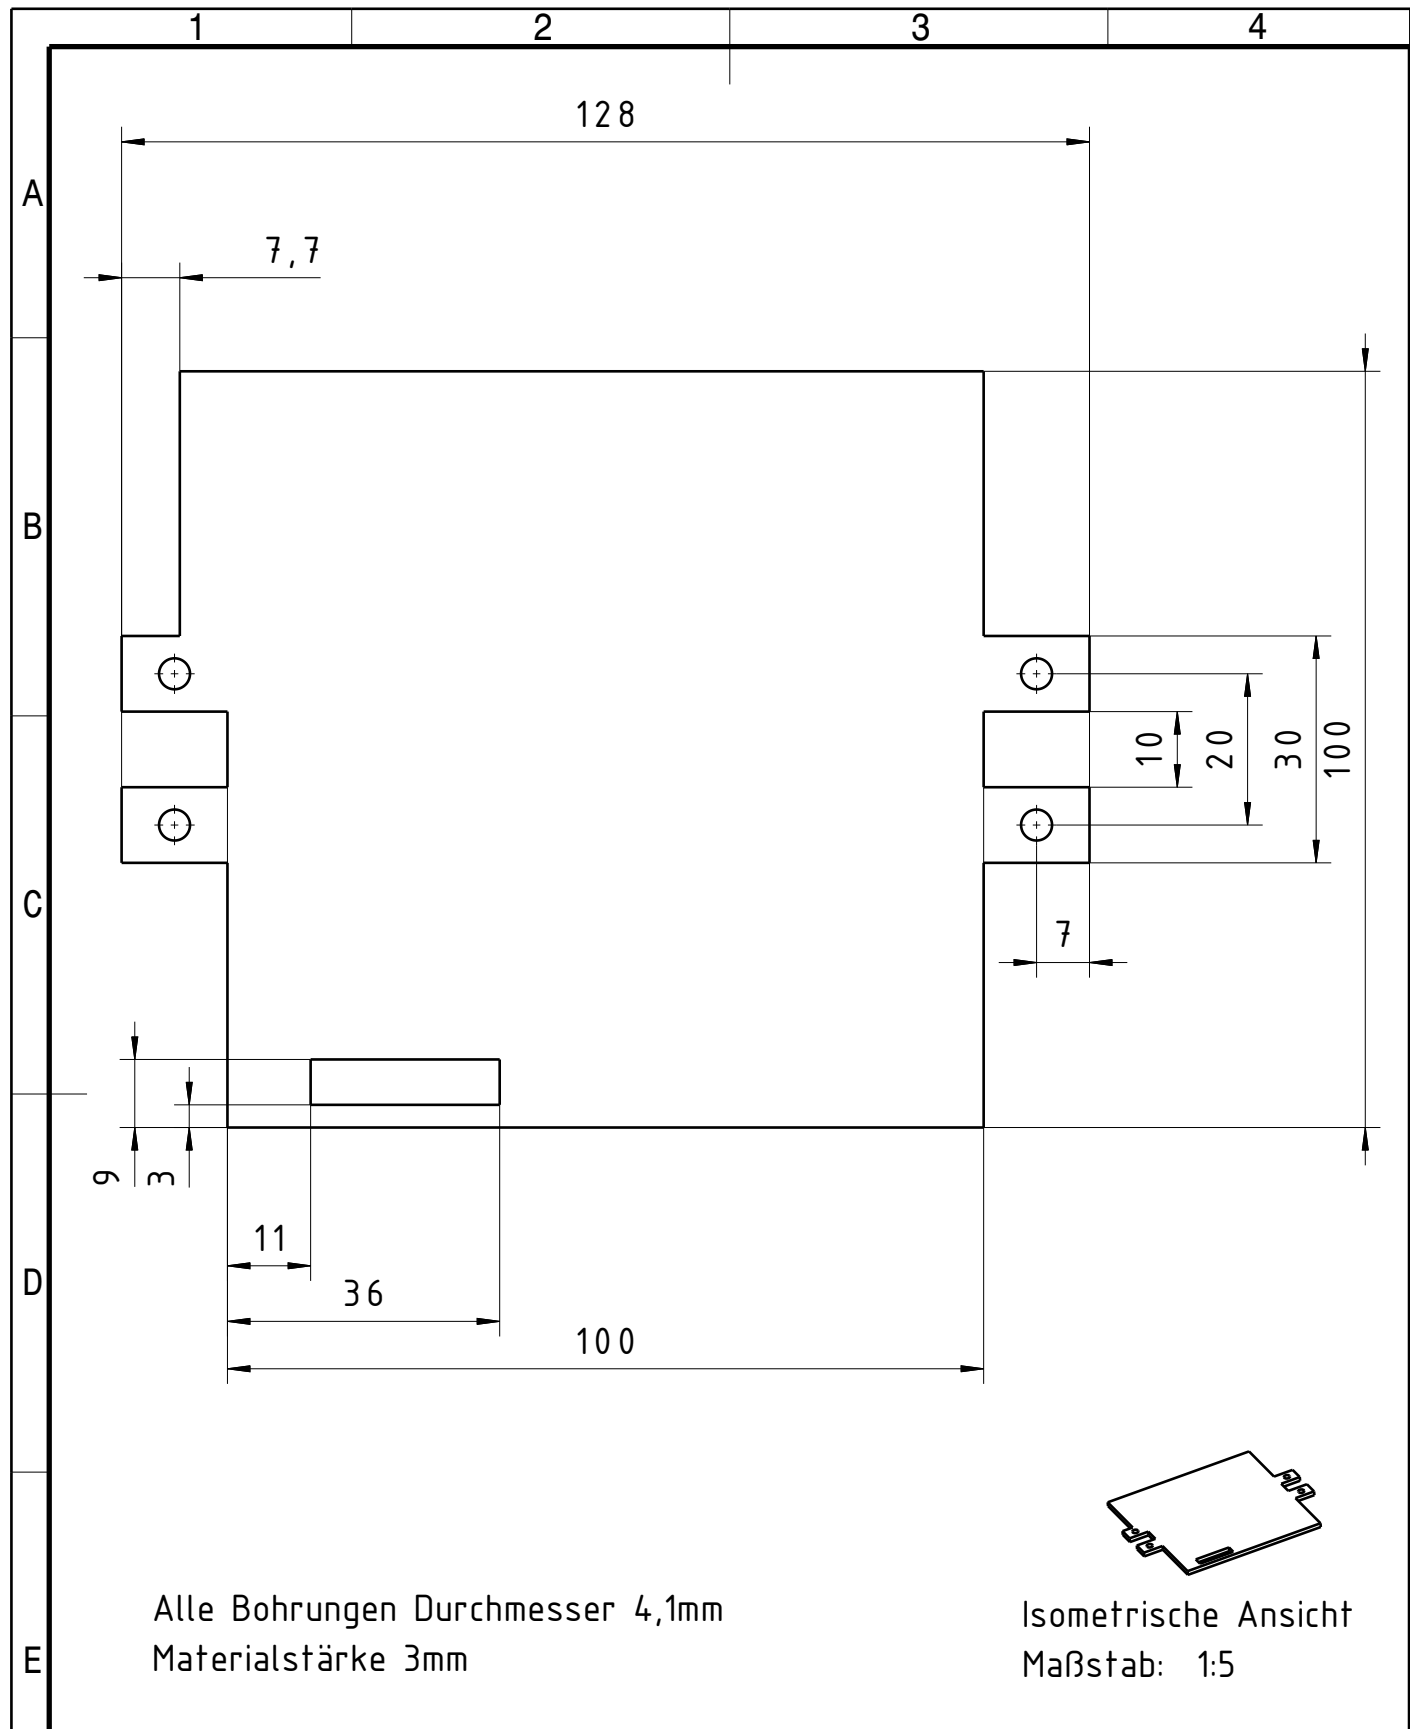 1 2 3 4
128
A
7,7
B
10 20 30 100
C
7
9 3
11
D
36
100
Alle Bohrungen Durchmesser 4,1mm
Materialstärke 3mm
Isometrische Ansicht
Maßstab: 1:5
E